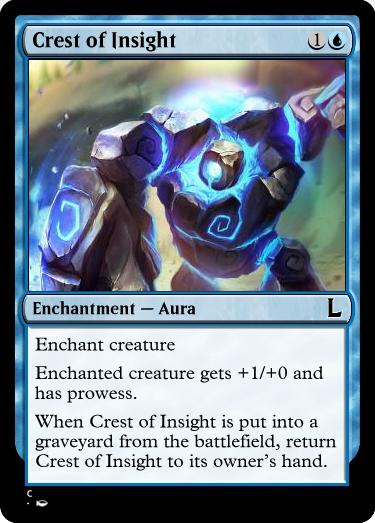 Crest of Insight 1
Enchantment — Aura L
Enchant creature
Enchanted creature gets +1/+0 and
has prowess.
When Crest of Insight is put into a
graveyard from the battlefield, return
Crest of Insight to its owner's hand.
C